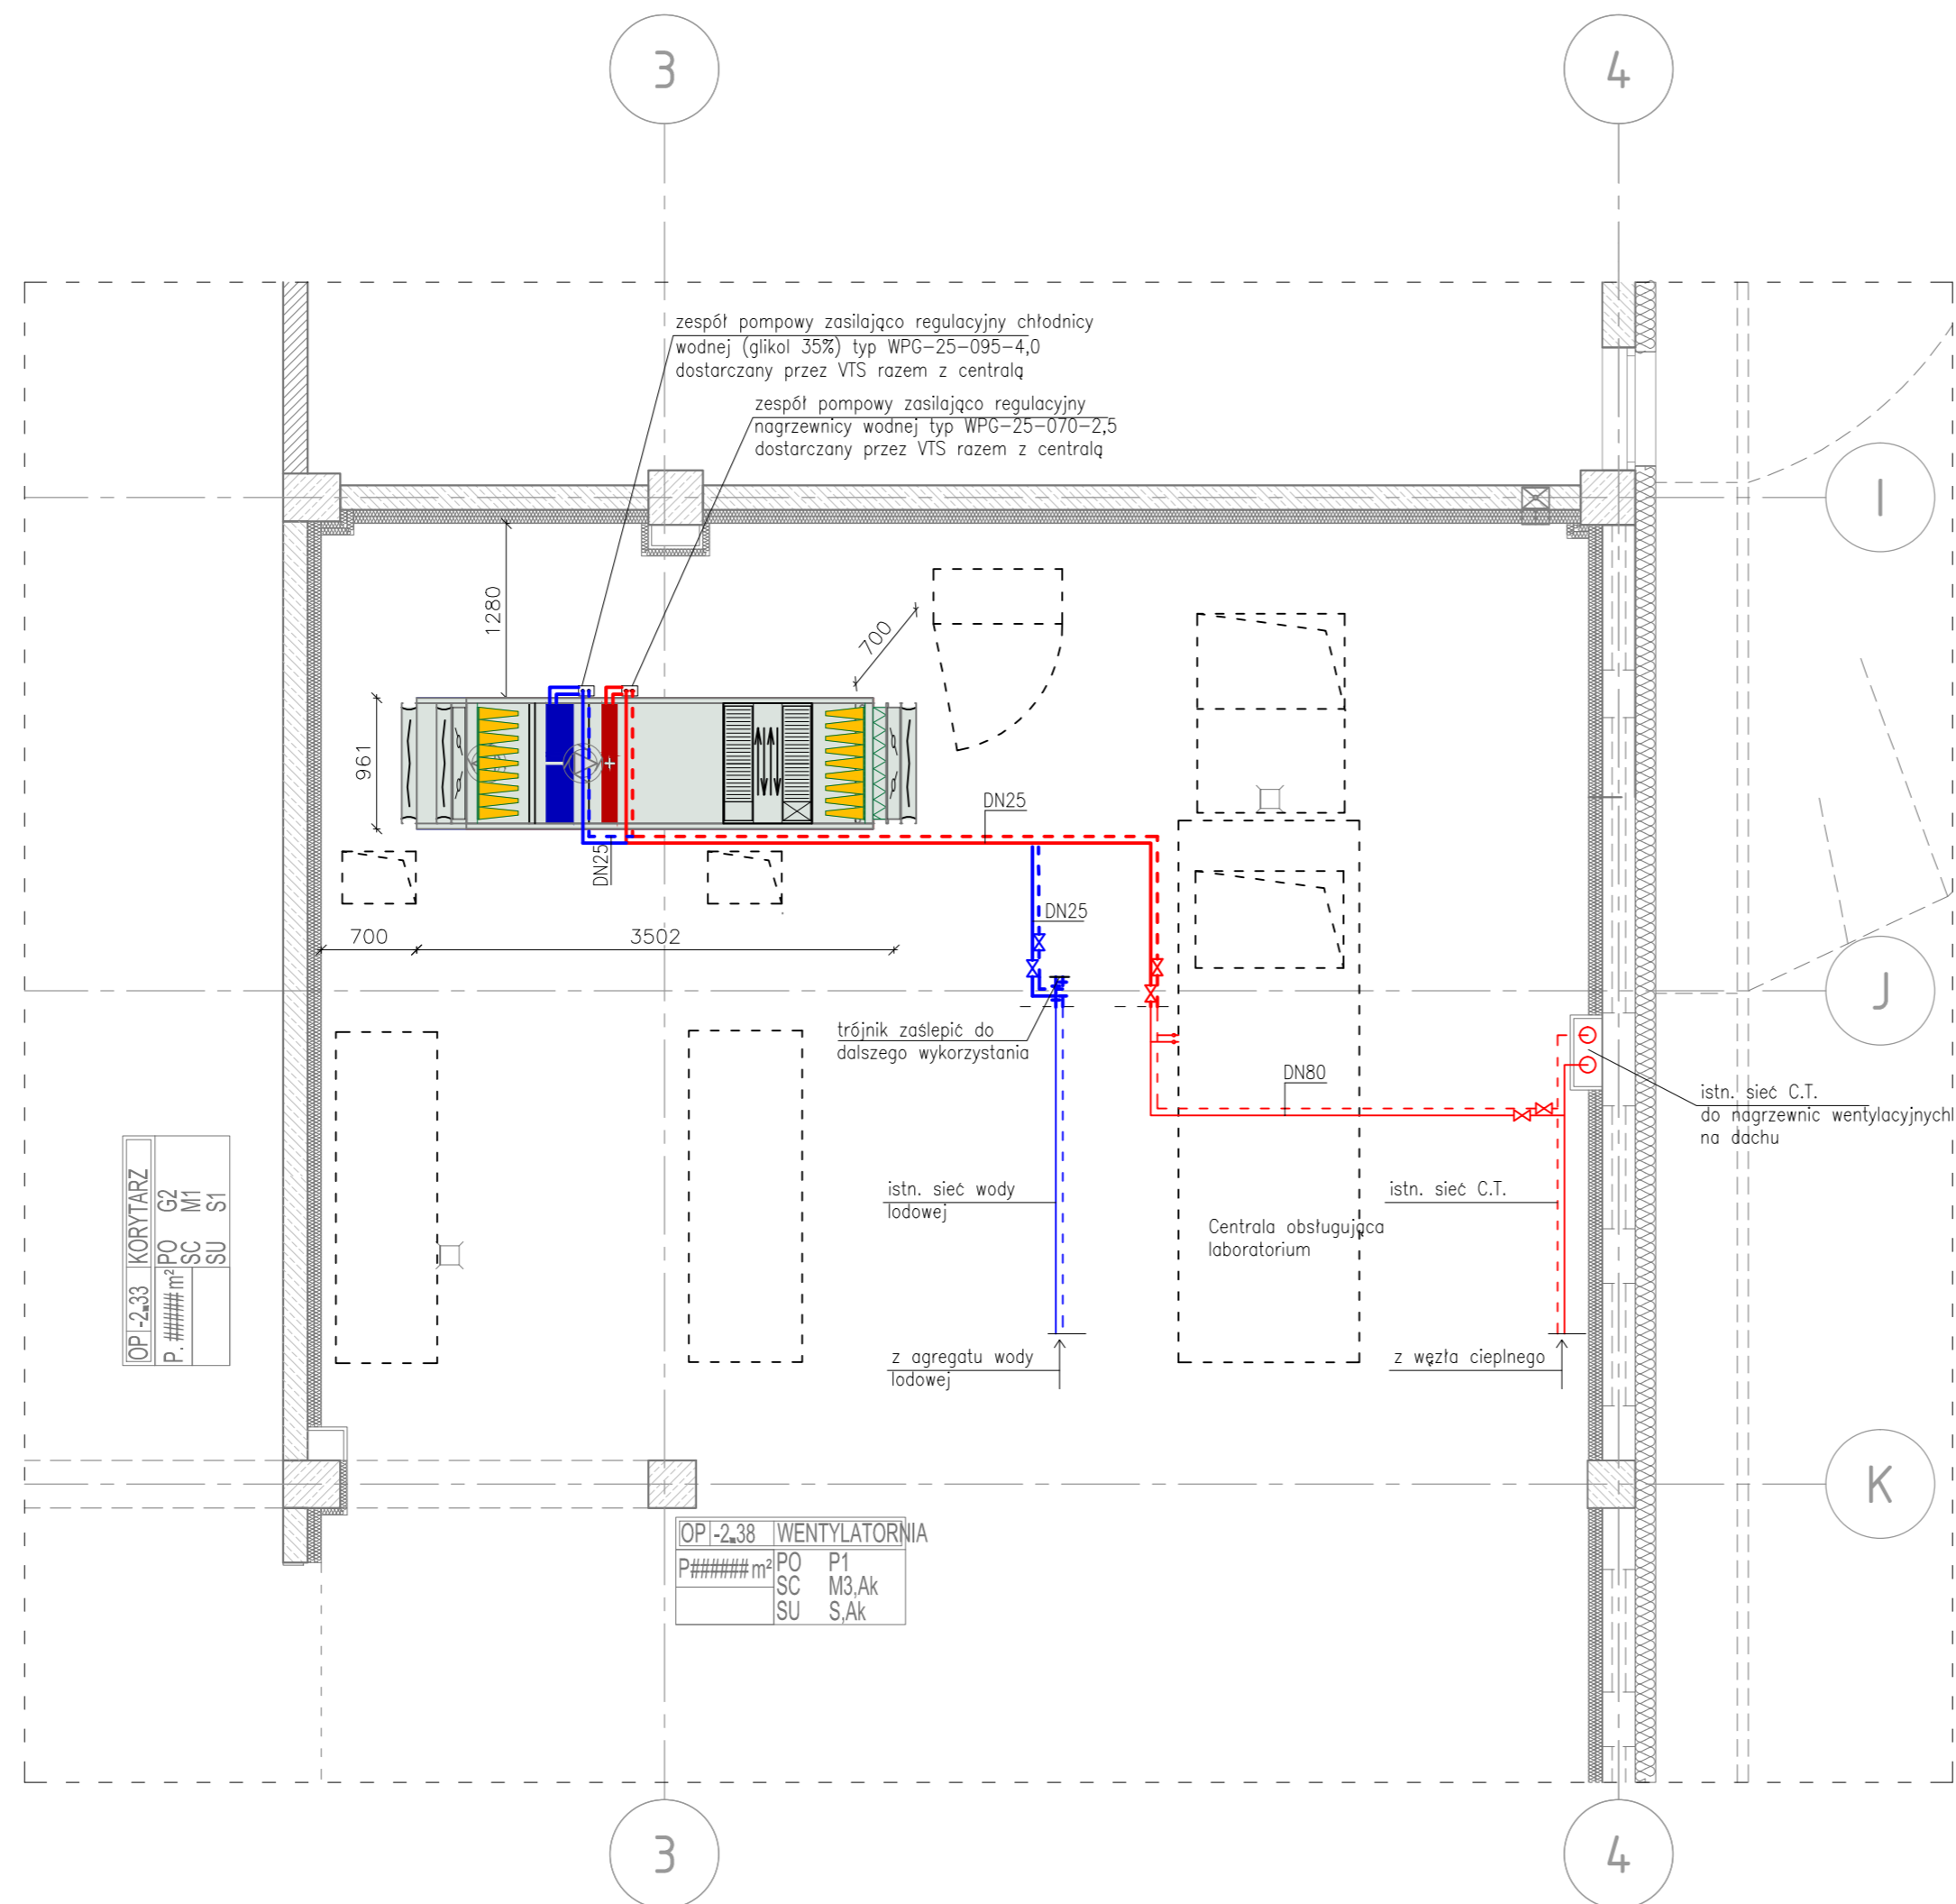 3
4
zespół pompowy zasilająco regulacyjny chłodnicy
wodnej (glikol 35%) typ WPG-25-095-4,0
dostarczany przez VTS razem z centralą
zespół pompowy zasilająco regulacyjny
nagrzewnicy wodnej typ WPG-25-070-2,5
dostarczany przez VTS razem z centralą
I
1280
700
961
DN25
DN25
DN25
700
3502
J
trójnik zaślepić do
dalszego wykorzystania
DN80
istn. sieć C.T.
do nagrzewnic wentylacyjnychl
na dachu
istn. sieć wody
lodowej
istn. sieć C.T.
Centrala obsługująca
laboratorium
OP -2.33 KORYTARZ
P. ###### m² PO G2
SC M1
SU S1
z agregatu wody
lodowej
z węzła cieplnego
K
OP -2.38 WENTYLATORNIA
P###### m² PO P1
SC M3,Ak
SU S,Ak
3
4